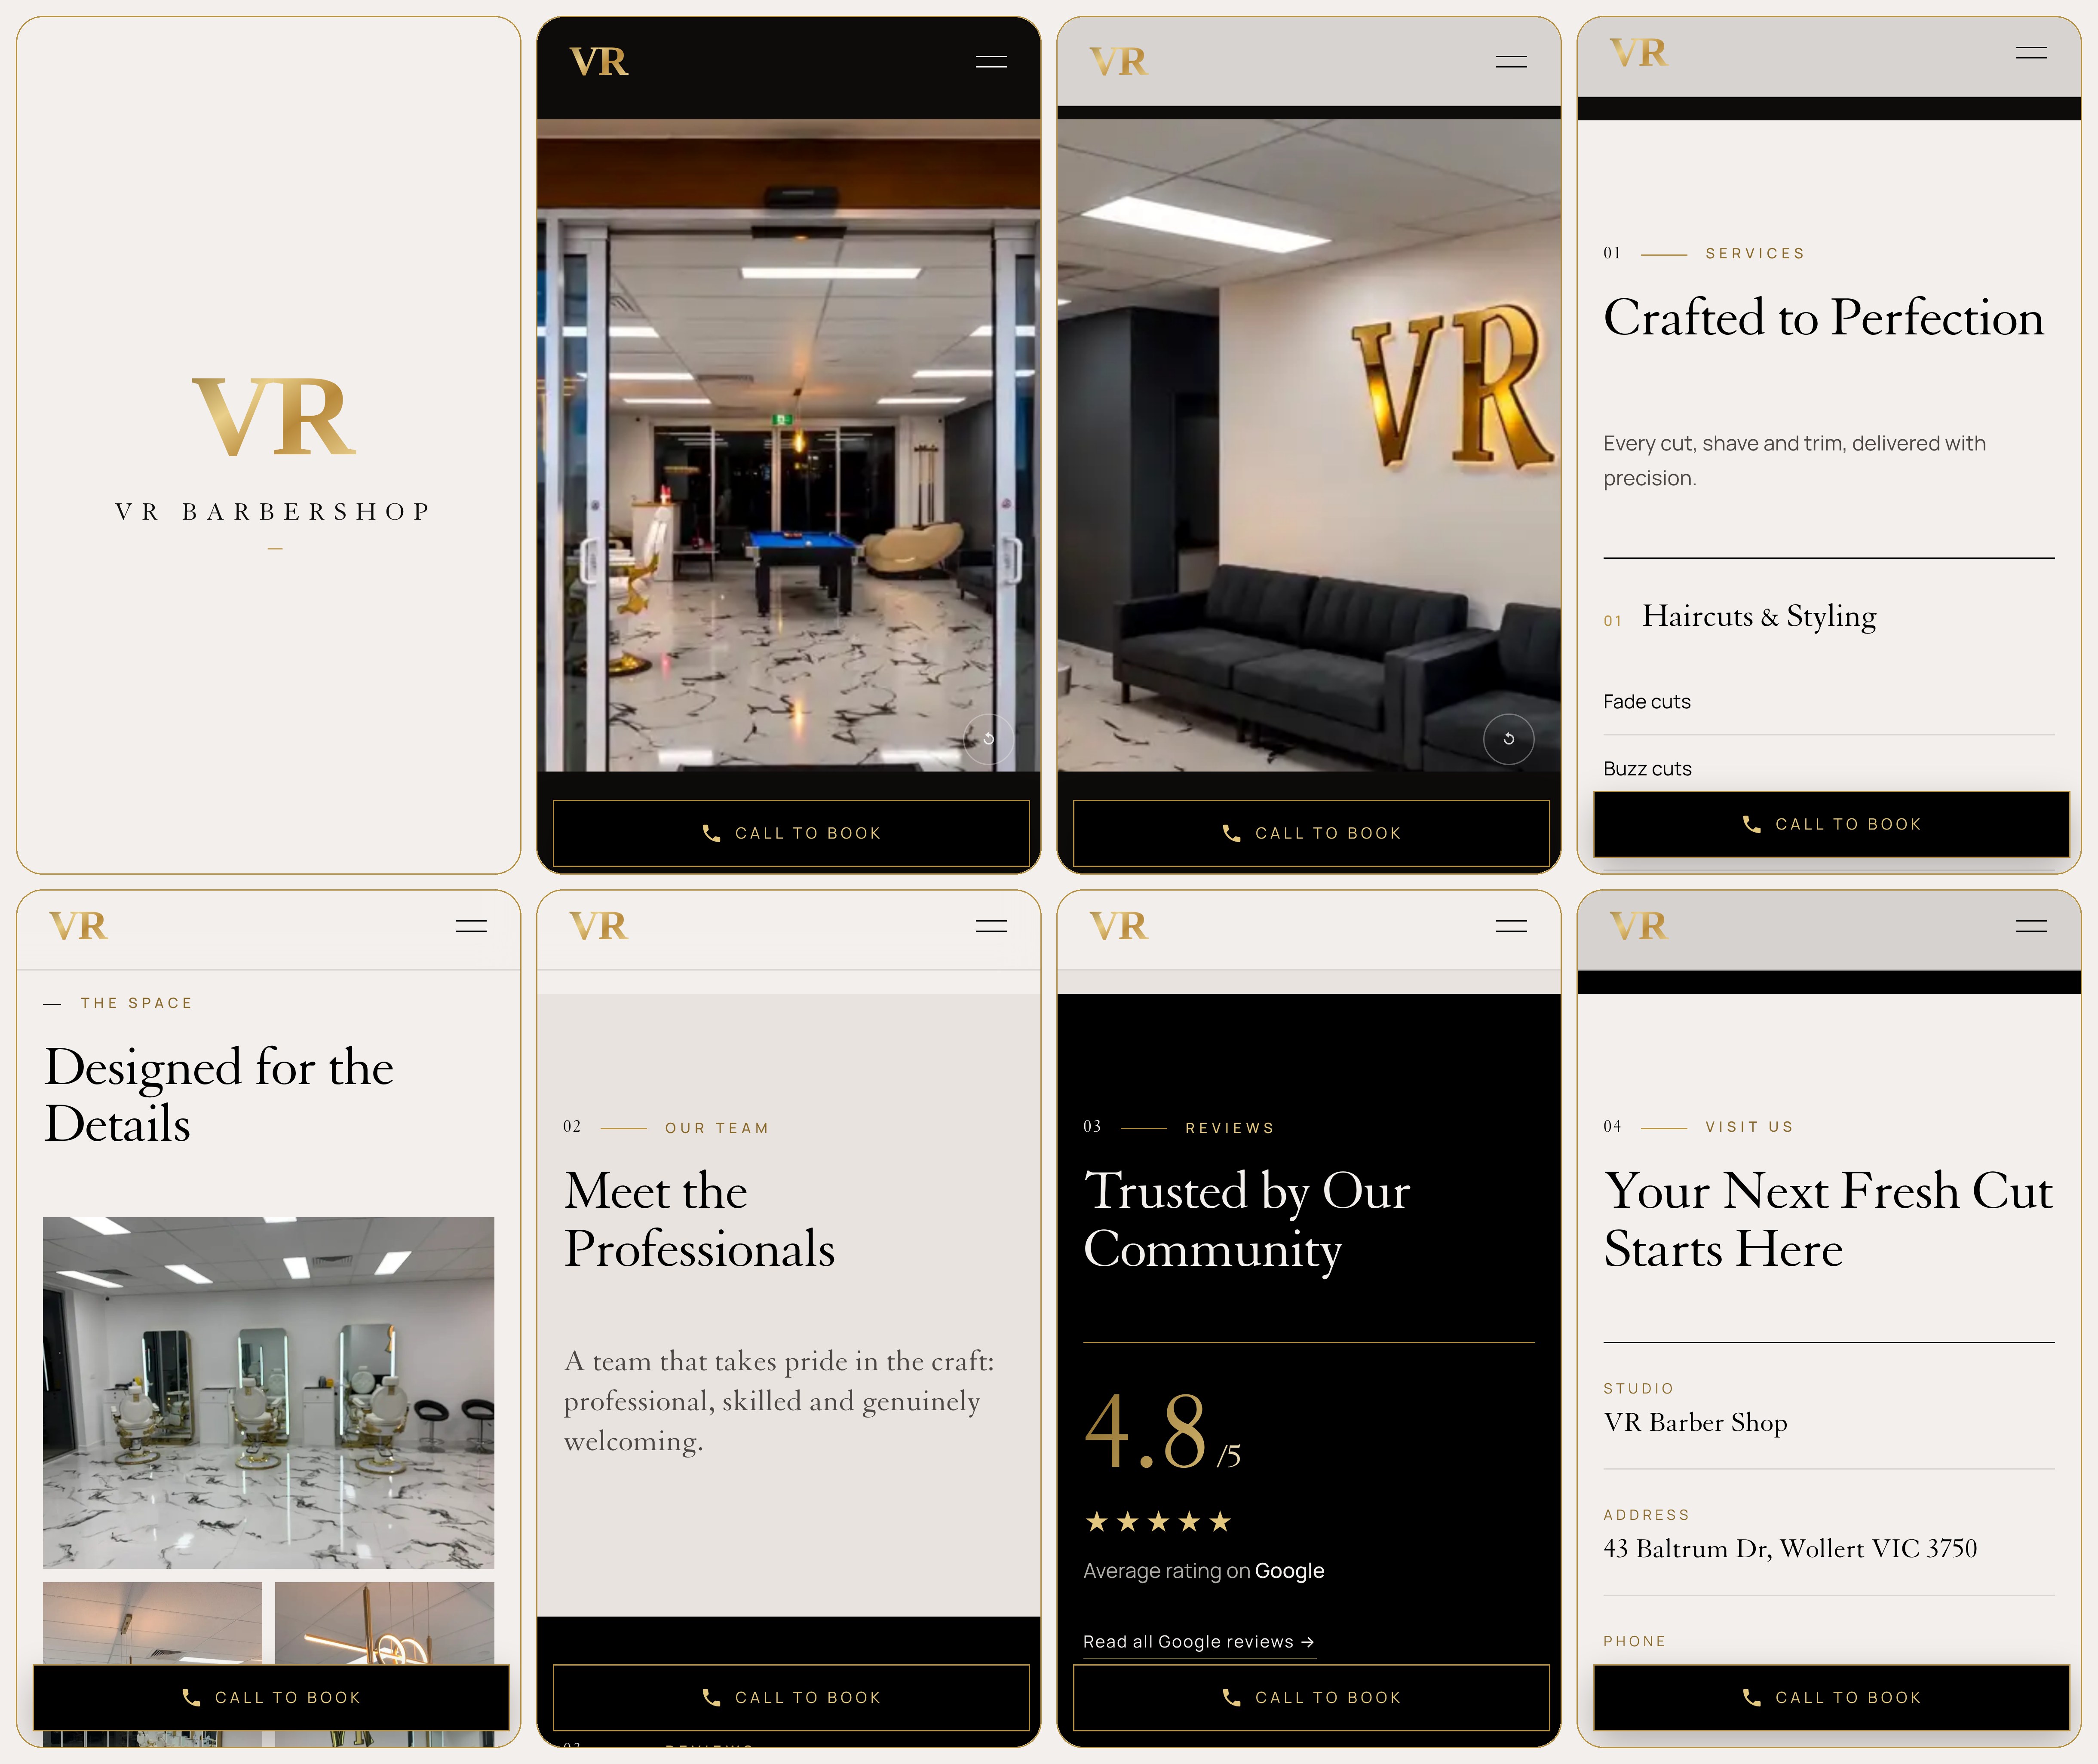 VR
VR BARBERSHOP
VR
CALL TO BOOK
VR
VR
CALL TO BOOK
VR
01 SERVICES
Crafted to Perfection
Every cut, shave and trim, delivered with
precision.
01 Haircuts & Styling
Fade cuts
Buzz cuts
CALL TO BOOK
VR
— THE SPACE
Designed for the
Details
CALL TO BOOK
VR
02 OUR TEAM
Meet the
Professionals
A team that takes pride in the craft:
professional, skilled and genuinely
welcoming.
CALL TO BOOK
03 REVIEWS
VR
03 REVIEWS
Trusted by Our
Community
4.8/5
★★★★★
Average rating on Google
Read all Google reviews →
CALL TO BOOK
VR
04 VISIT US
Your Next Fresh Cut
Starts Here
STUDIO
VR Barber Shop
ADDRESS
43 Baltrum Dr, Wollert VIC 3750
PHONE
CALL TO BOOK